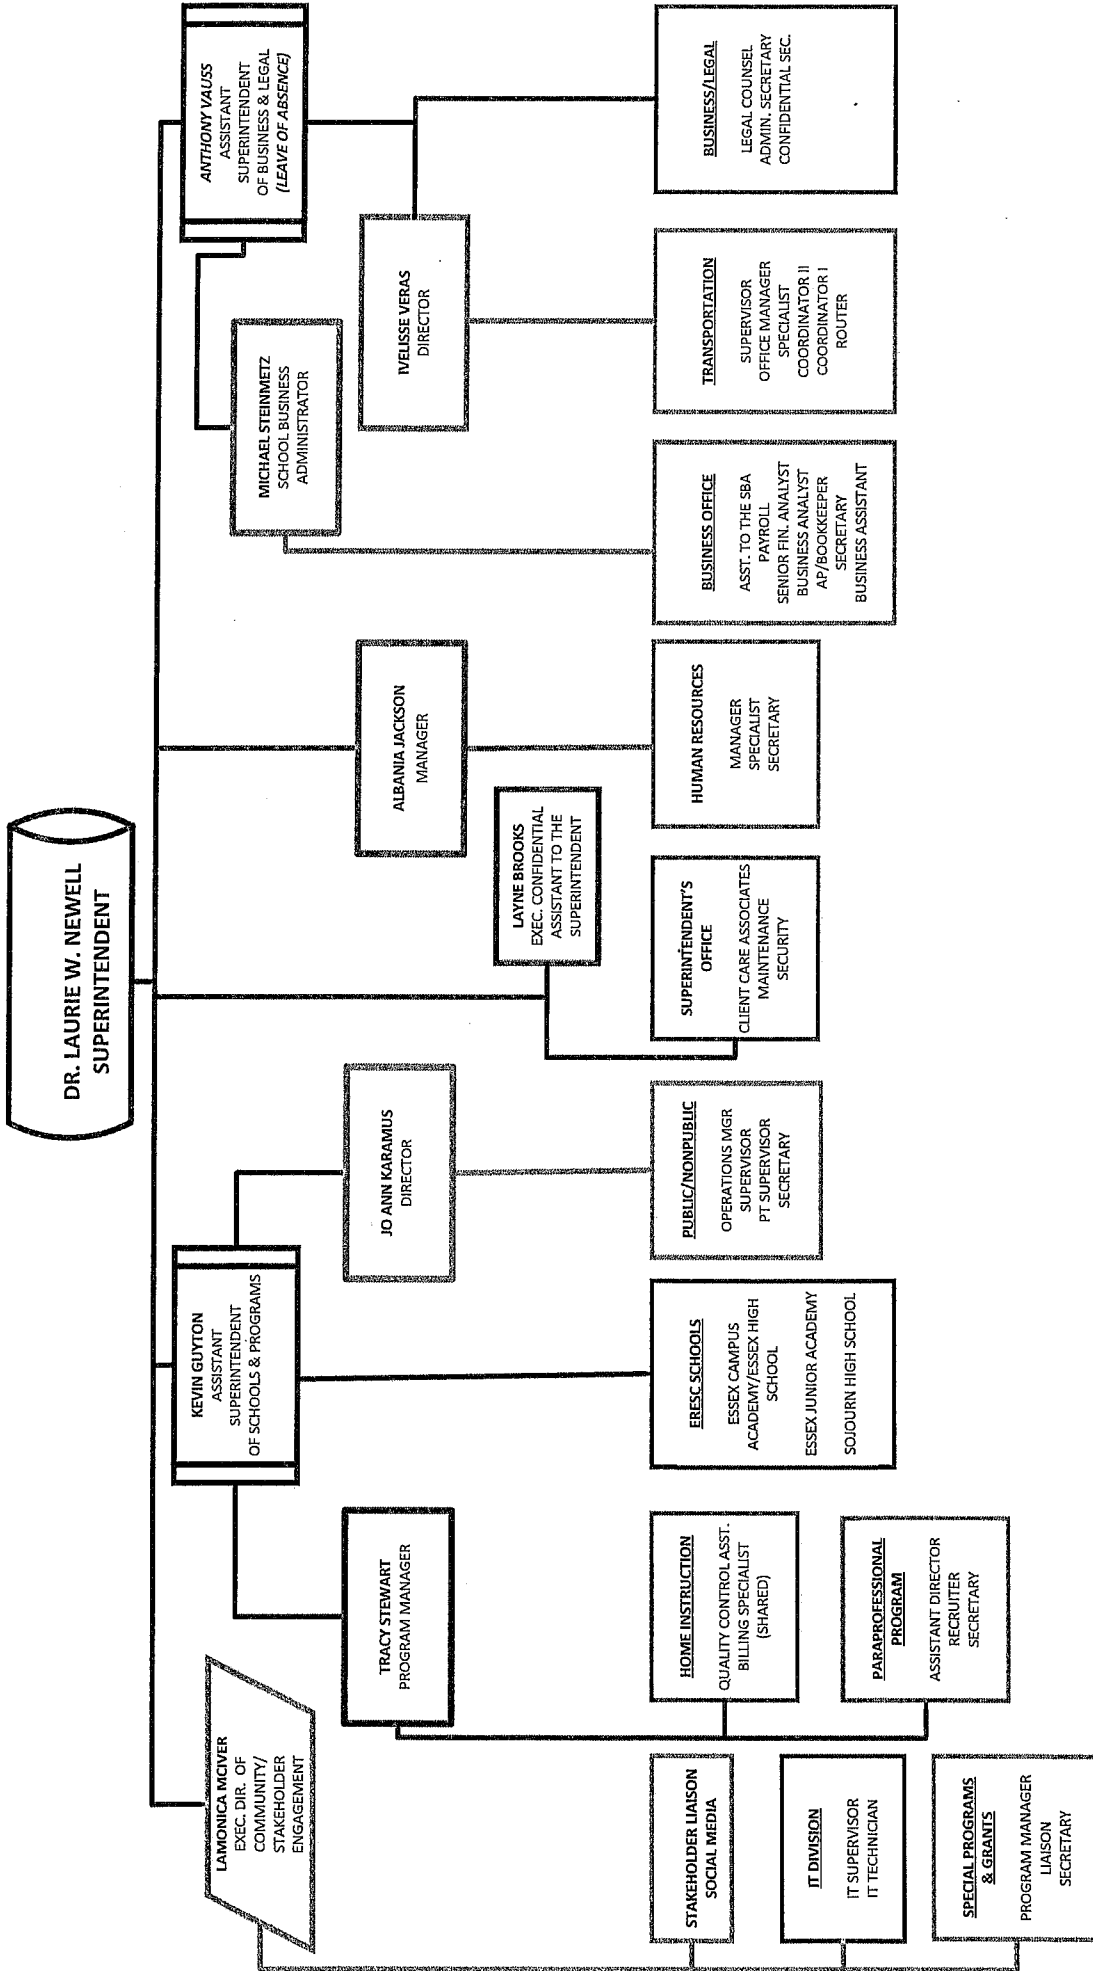 DR. LAURIE W. NEWELL
SUPERINTENDENT
LAMONICA MCIVER
EXEC. DIR. OF
COMMUNITY/
STAKEHOLDER
ENGAGEMENT
KEVIN GUYTON
ASSISTANT
SUPERINTENDENT
OF SCHOOLS & PROGRAMS
ANTHONY VAUSS
ASSISTANT
SUPERINTENDENT
OF BUSINESS & LEGAL
(LEAVE OF ABSENCE)
MICHAEL STEINMETZ
SCHOOL BUSINESS
ADMINISTRATOR
TRACY STEWART
PROGRAM MANAGER
JO ANN KARAMUS
DIRECTOR
ALBANIA JACKSON
MANAGER
IVELISSE VERAS
DIRECTOR
LAYNE BROOKS
EXEC. CONFIDENTIAL
ASSISTANT TO THE
SUPERINTENDENT
STAKEHOLDER LIAISON
SOCIAL MEDIA
HOME INSTRUCTION
QUALITY CONTROL ASST.
BILLING SPECIALIST
(SHARED)
ERESC SCHOOLS
ESSEX CAMPUS
ACADEMY/ESSEX HIGH
SCHOOL
ESSEX JUNIOR ACADEMY
SOJOURN HIGH SCHOOL
PUBLIC/NONPUBLIC
OPERATIONS MGR
SUPERVISOR
PT SUPERVISOR
SECRETARY
SUPERINTENDENT'S
OFFICE
CLIENT CARE ASSOCIATES
MAINTENANCE
SECURITY
HUMAN RESOURCES
MANAGER
SPECIALIST
SECRETARY
BUSINESS OFFICE
ASST. TO THE SBA
PAYROLL
SENIOR FIN. ANALYST
BUSINESS ANALYST
AP/BOOKKEEPER
SECRETARY
BUSINESS ASSISTANT
TRANSPORTATION
SUPERVISOR
OFFICE MANAGER
SPECIALIST
COORDINATOR II
COORDINATOR I
ROUTER
BUSINESS/LEGAL
LEGAL COUNSEL
ADMIN. SECRETARY
CONFIDENTIAL SEC.
IT DIVISION
IT SUPERVISOR
IT TECHNICIAN
PARAPROFESSIONAL
PROGRAM
ASSISTANT DIRECTOR
RECRUITER
SECRETARY
SPECIAL PROGRAMS
& GRANTS
PROGRAM MANAGER
LIAISON
SECRETARY